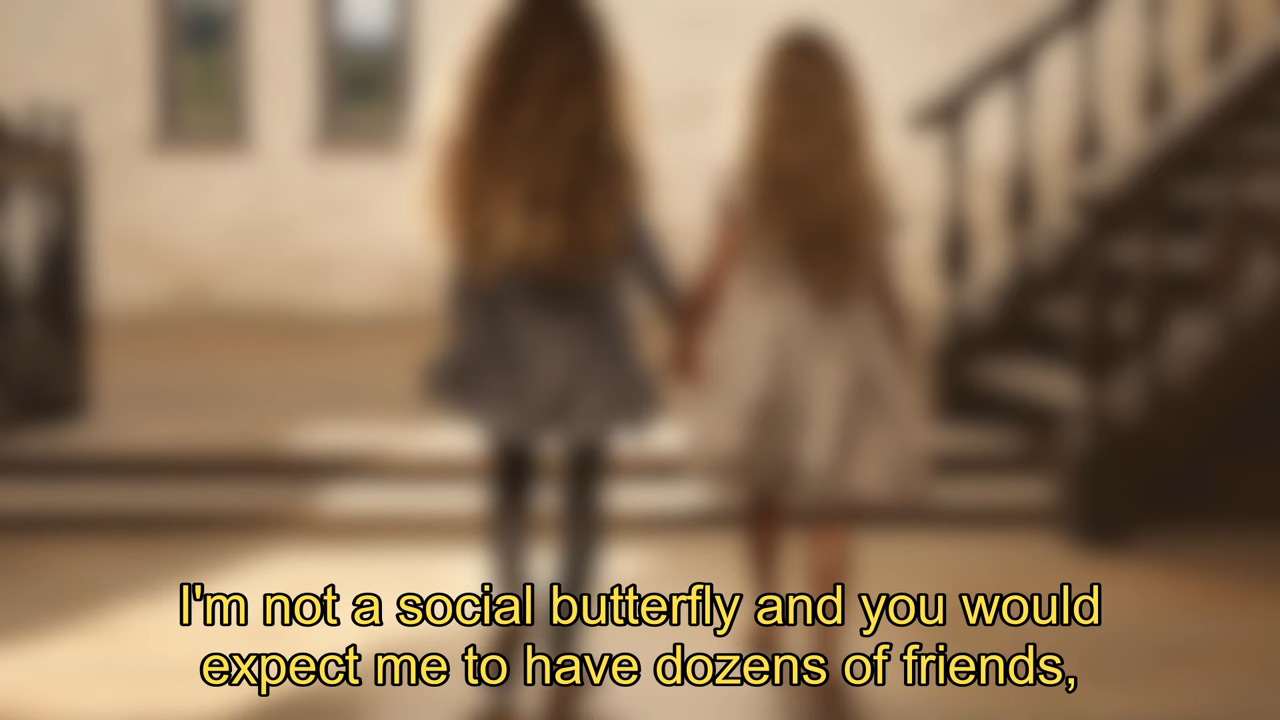 I'm not a social butterfly and you would
expect me to have dozens of friends,